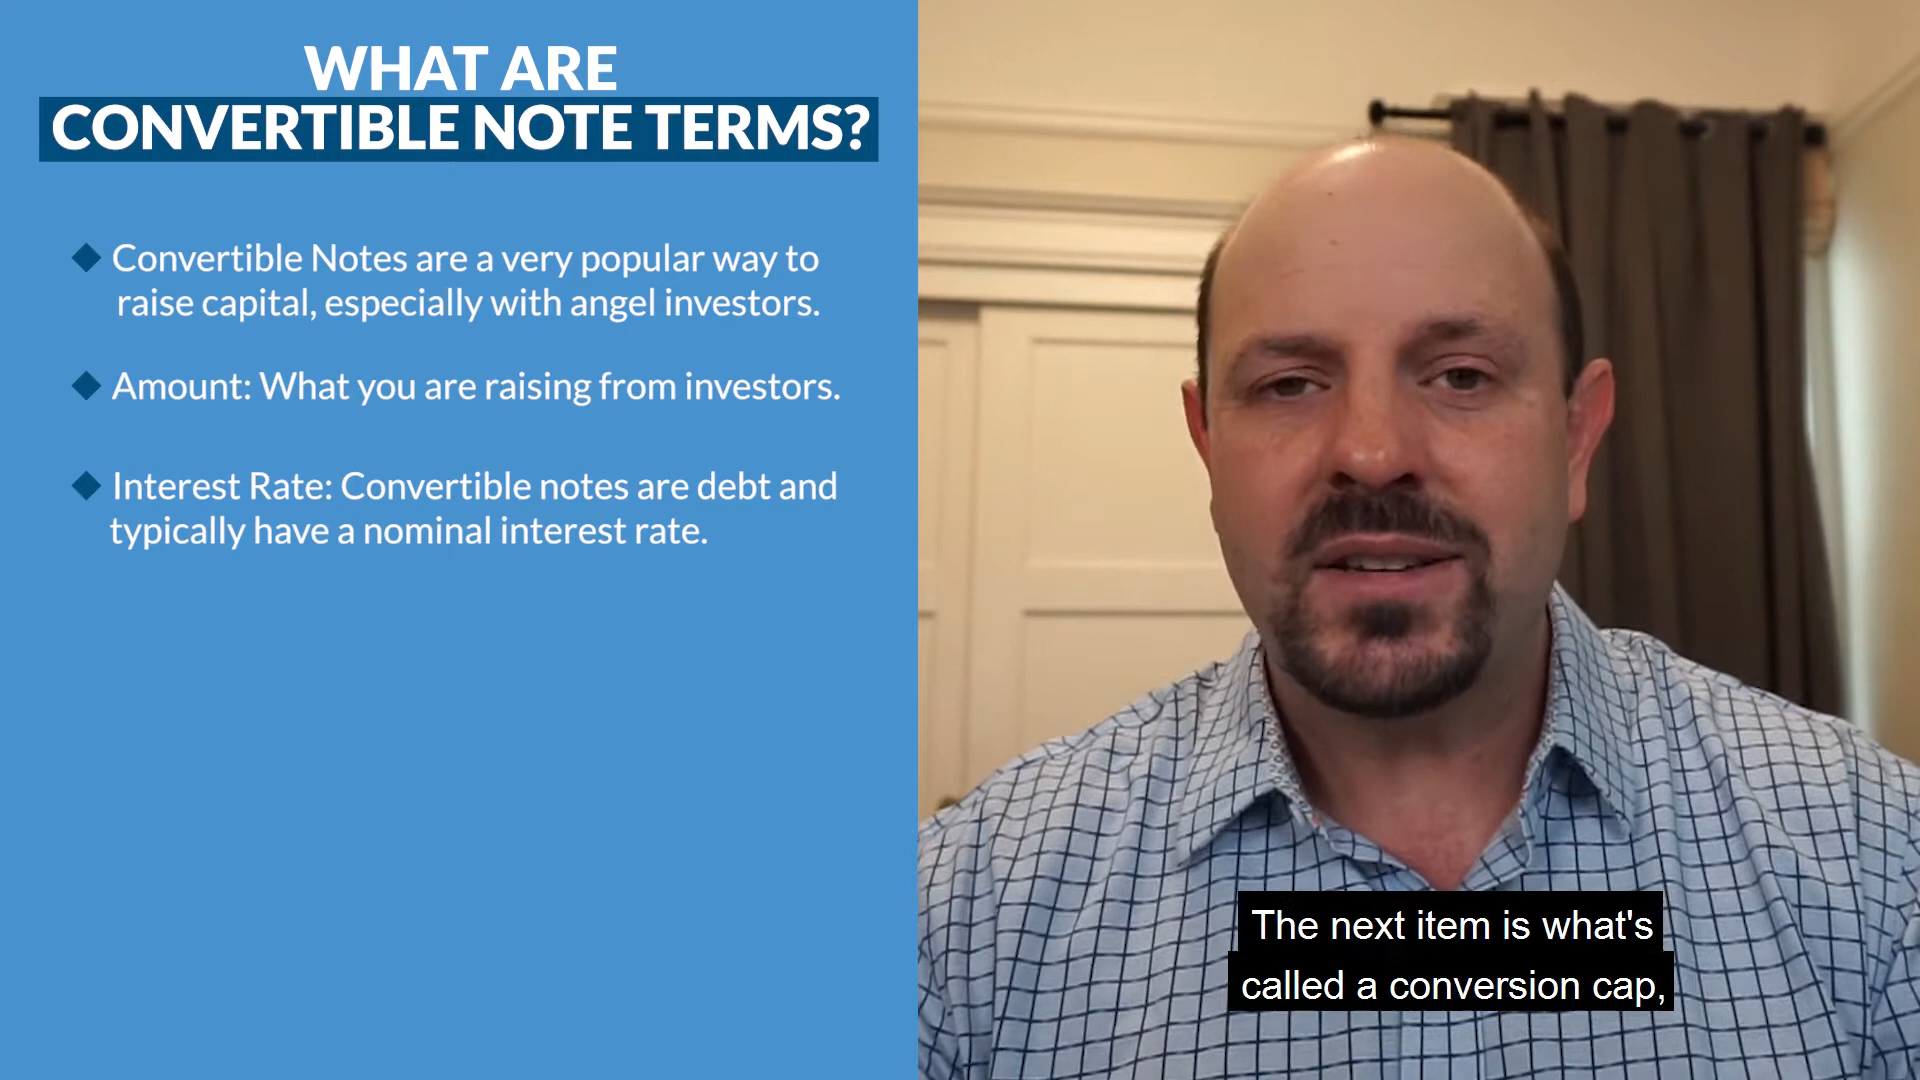 WHAT ARE
CONVERTIBLE NOTE TERMS?
Convertible Notes are a very popular way to
raise capital, especially with angel investors.
Amount: What you are raising from investors.
Interest Rate: Convertible notes are debt and
typically have a nominal interest rate.
The next item is what's
called a conversion cap,